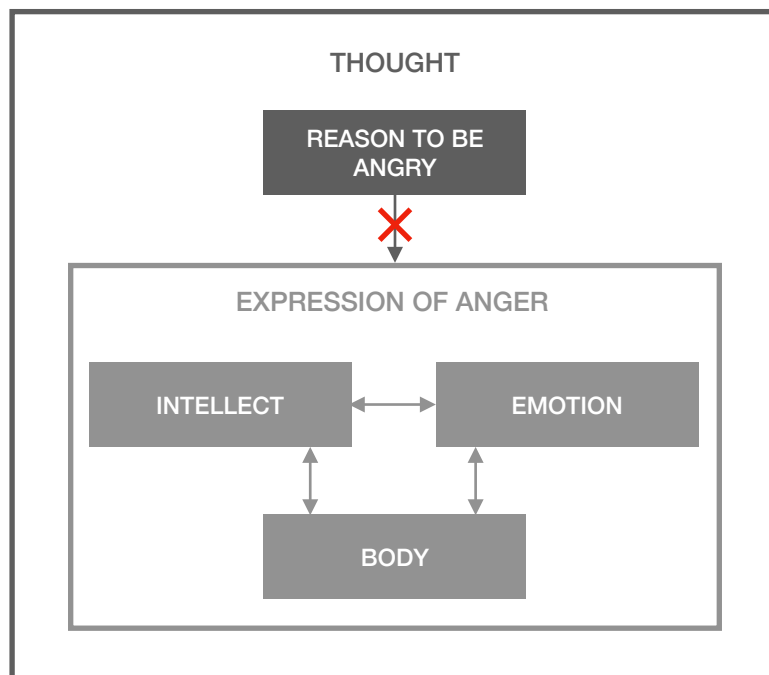 THOUGHT
REASON TO BE
ANGRY
EXPRESSION OF ANGER
INTELLECT
EMOTION
BODY